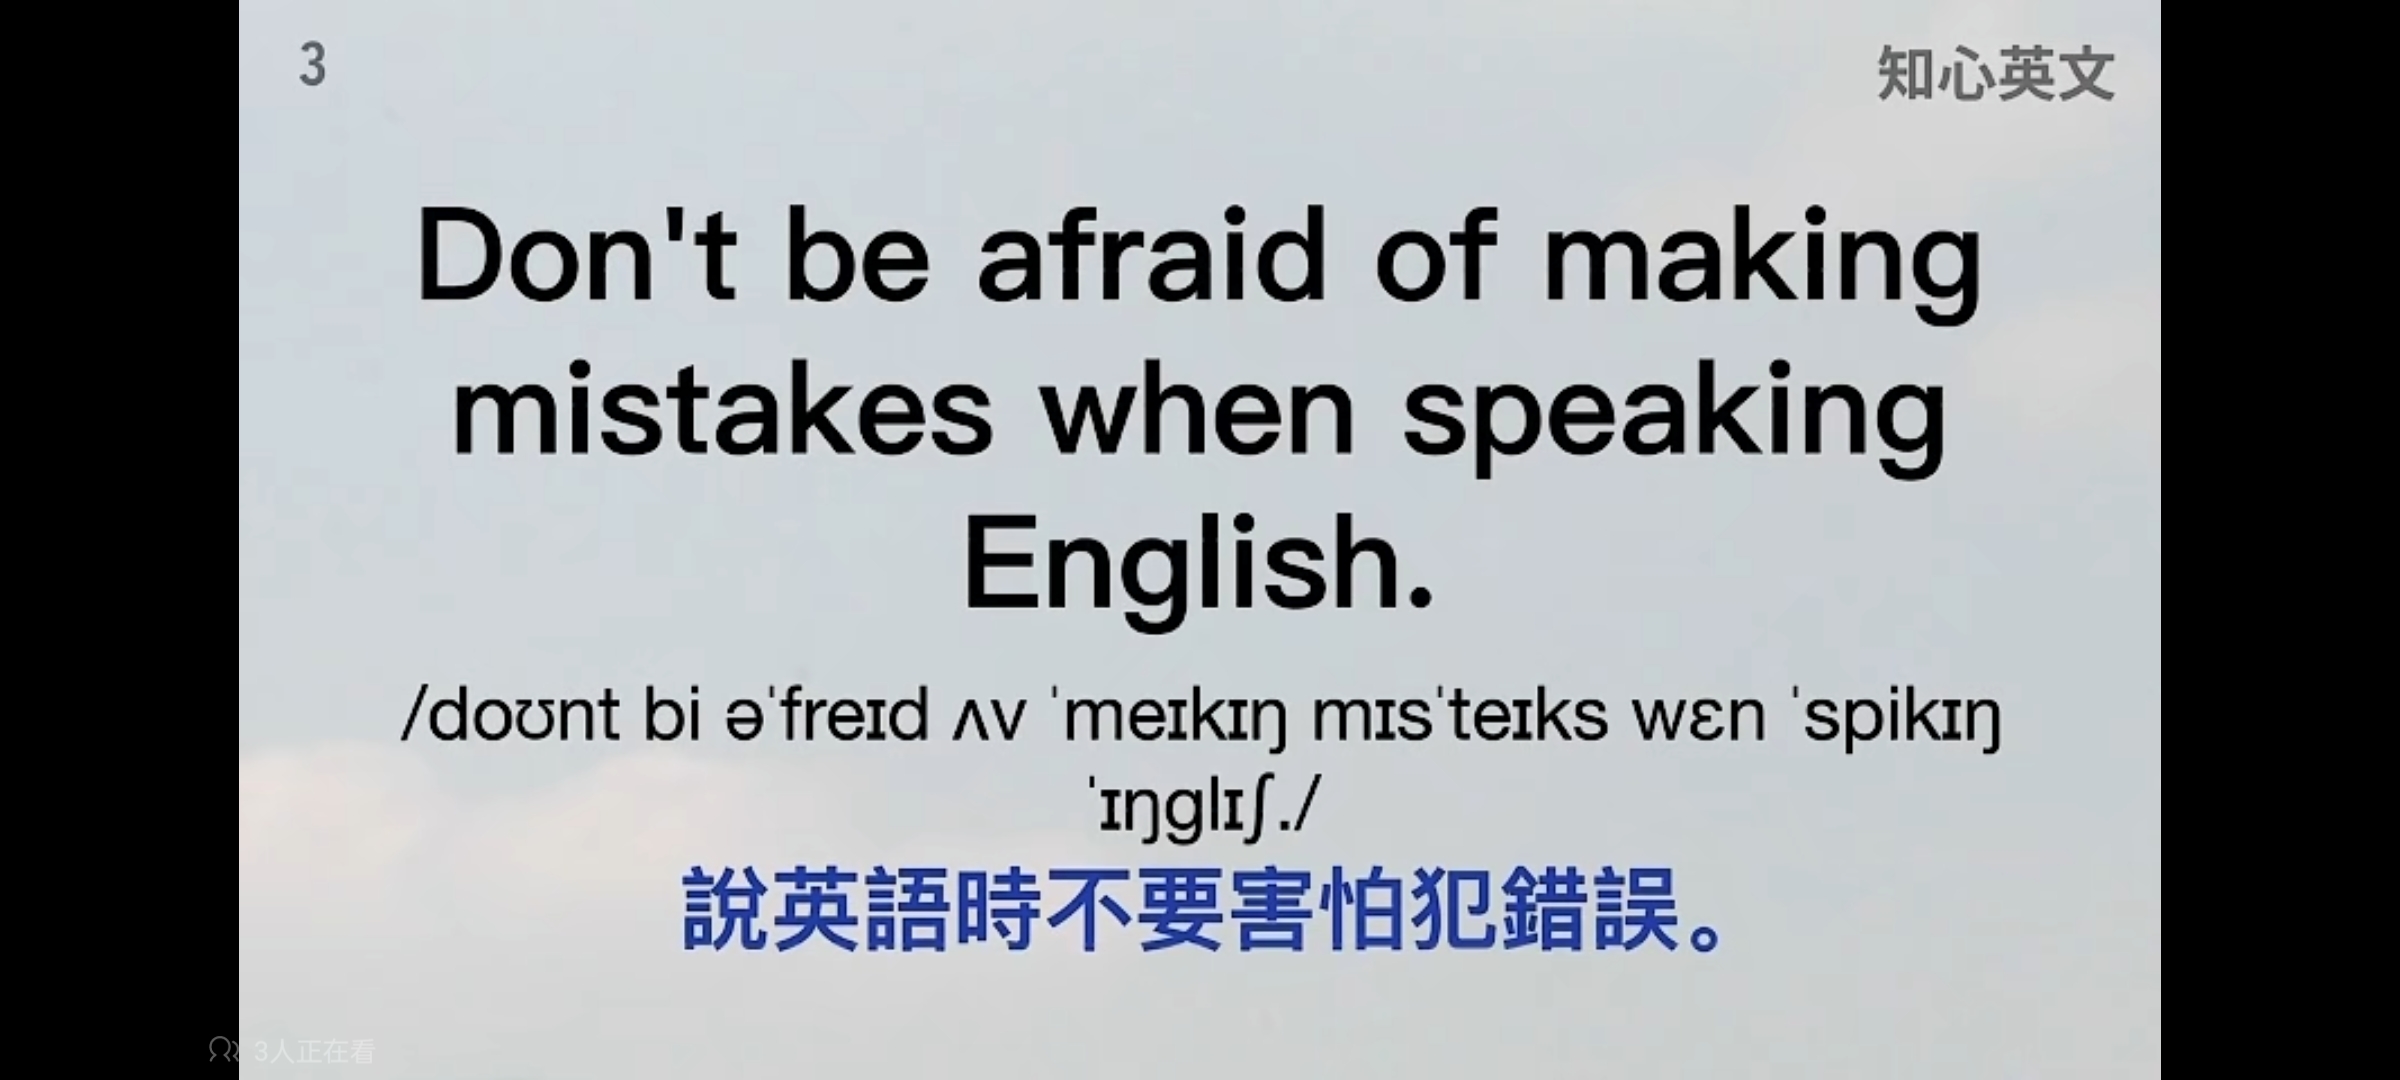 3
知心英文
Don't be afraid of making
mistakes when speaking
English.
/doʊnt bi əˈfreɪd ʌv ˈmeɪkɪŋ mɪsˈteɪks wɛn ˈspikɪŋ
ˈɪŋglɪʃ./
說英語時不要害怕犯錯誤。
3人正在看